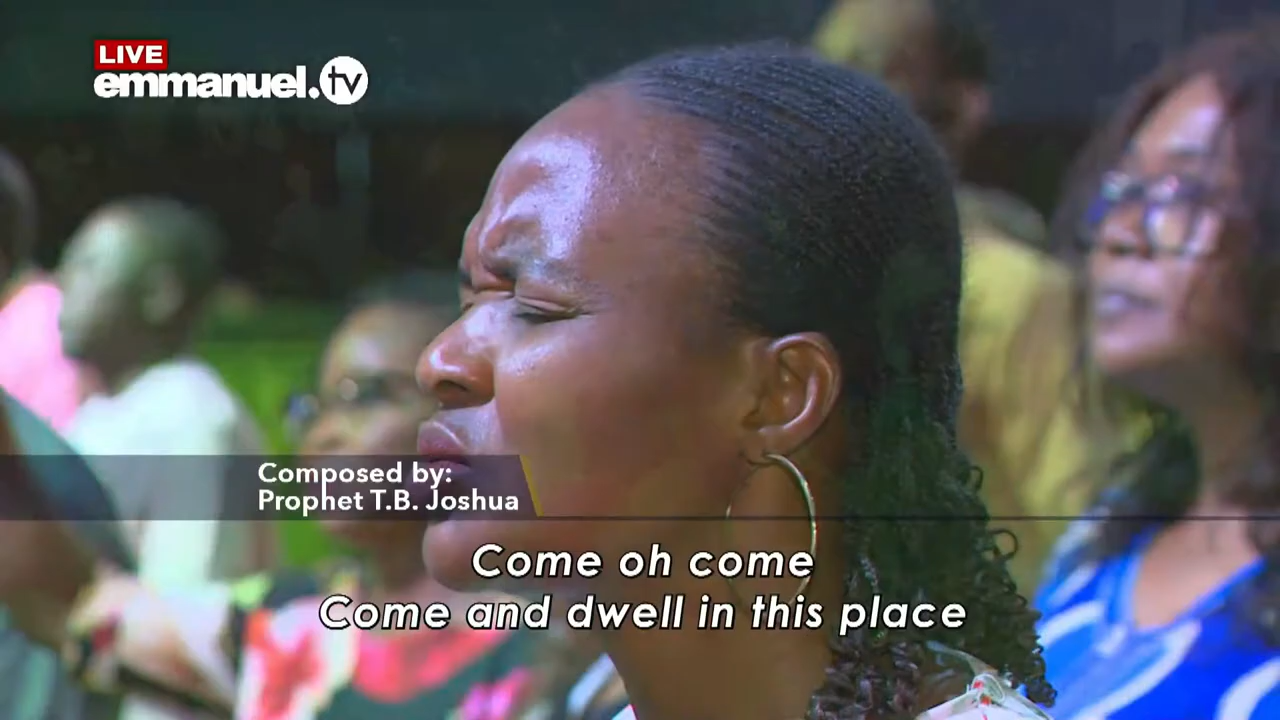 LIVE
emmanuel.tv
Composed by:
Prophet T.B. Joshua
Come oh come
Come and dwell in this place